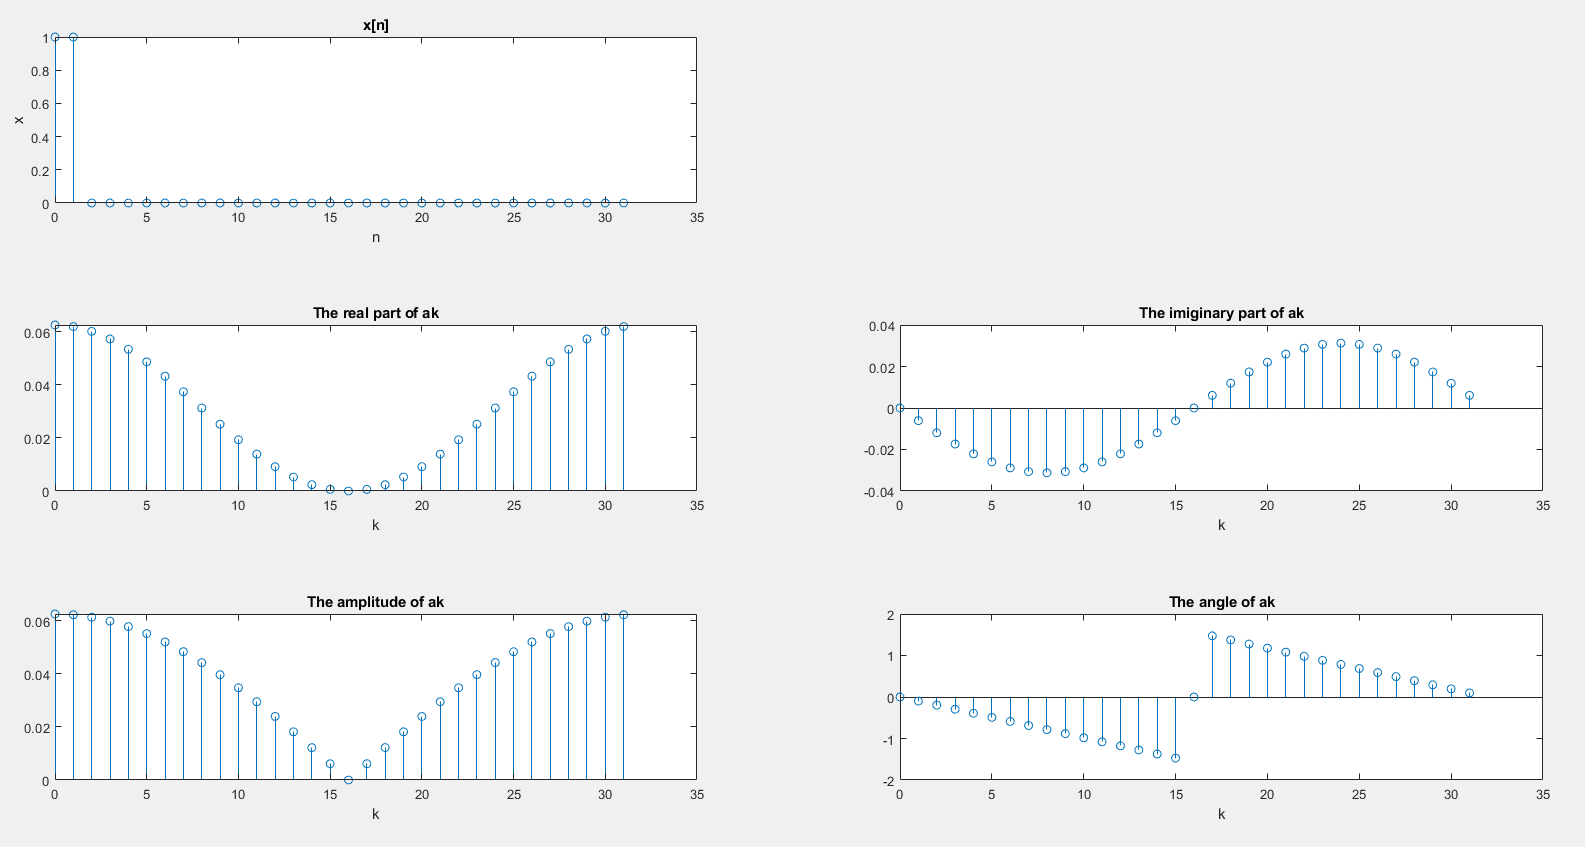 x[n]
1
0.8
0.6
0.4
0.2
0
x
0 5 10 15 20 25 30 35
n
The real part of ak
0.06
0.04
0.02
0
0 5 10 15 20 25 30 35
k
The imiginary part of ak
0.04
0.02
0
-0.02
-0.04
0 5 10 15 20 25 30 35
k
The amplitude of ak
0.06
0.04
0.02
0
0 5 10 15 20 25 30 35
k
The angle of ak
2
1
0
-1
-2
0 5 10 15 20 25 30 35
k